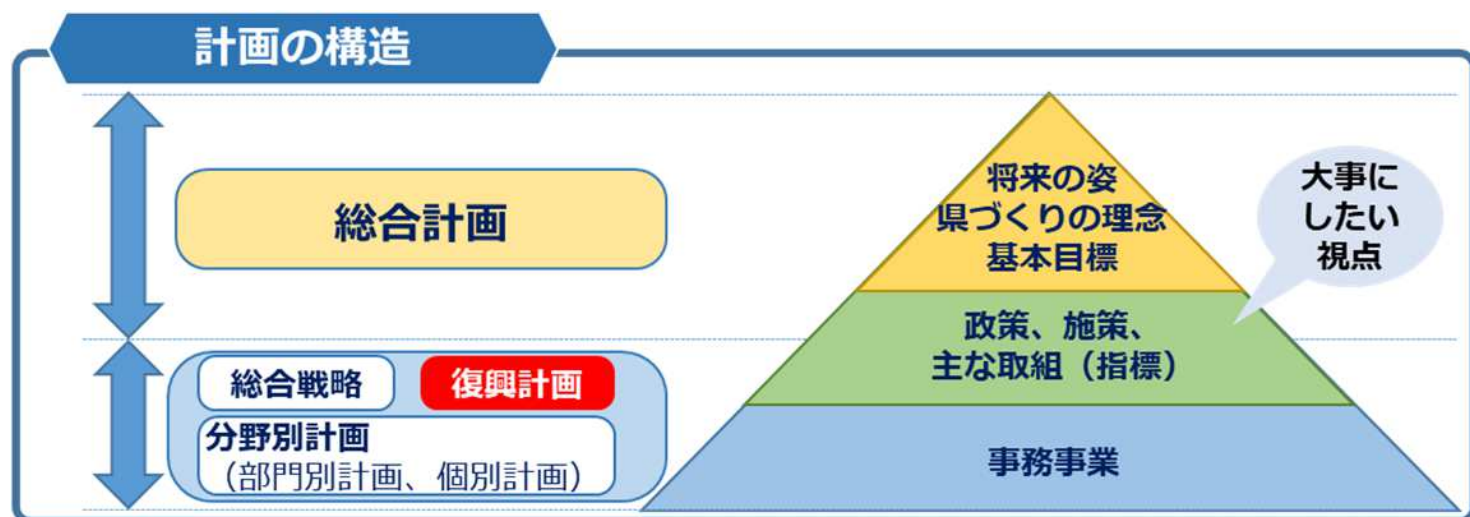 計画の構造
総合計画
総合戦略
復興計画
分野別計画
（部門別計画、個別計画）
将来の姿
県づくりの理念
基本目標
大事に
したい
視点
政策、施策、
主な取組（指標）
事務事業